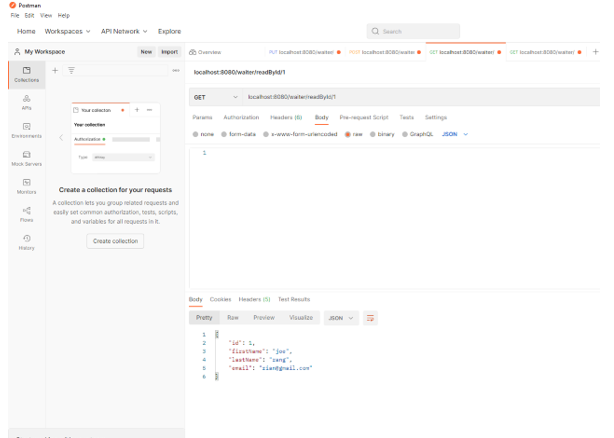 Postman
File Edit View Help
Home Workspaces API Network Explore
Search
My Workspace
New Import
Overview
PUT localhost:8080/waiter/
POST localhost:8080/waiter/
GET localhost:8080/waiter/
GET localhost:8080/waiter/
Collections
APIs
Environments
Mock Servers
Monitors
Flows
History
Your collection
Your collection
Authorization
Type
Create a collection for your requests
A collection lets you group related requests and
easily set common authorization, tests, scripts,
and variables for all requests in it.
Create collection
localhost:8080/waiter/readById/1
GET localhost:8080/waiter/readById/1
Params Authorization Headers (8) Body Pre-request Script Tests Settings
none form-data x-www-form-urlencoded raw binary GraphQL JSON
1
Body Cookies Headers (5) Test Results
Pretty Raw Preview Visualize JSON
1 {
2 "id": 1,
3 "firstName": "joe",
4 "lastName": "rang",
5 "email": "zian@gmail.com"
6 }